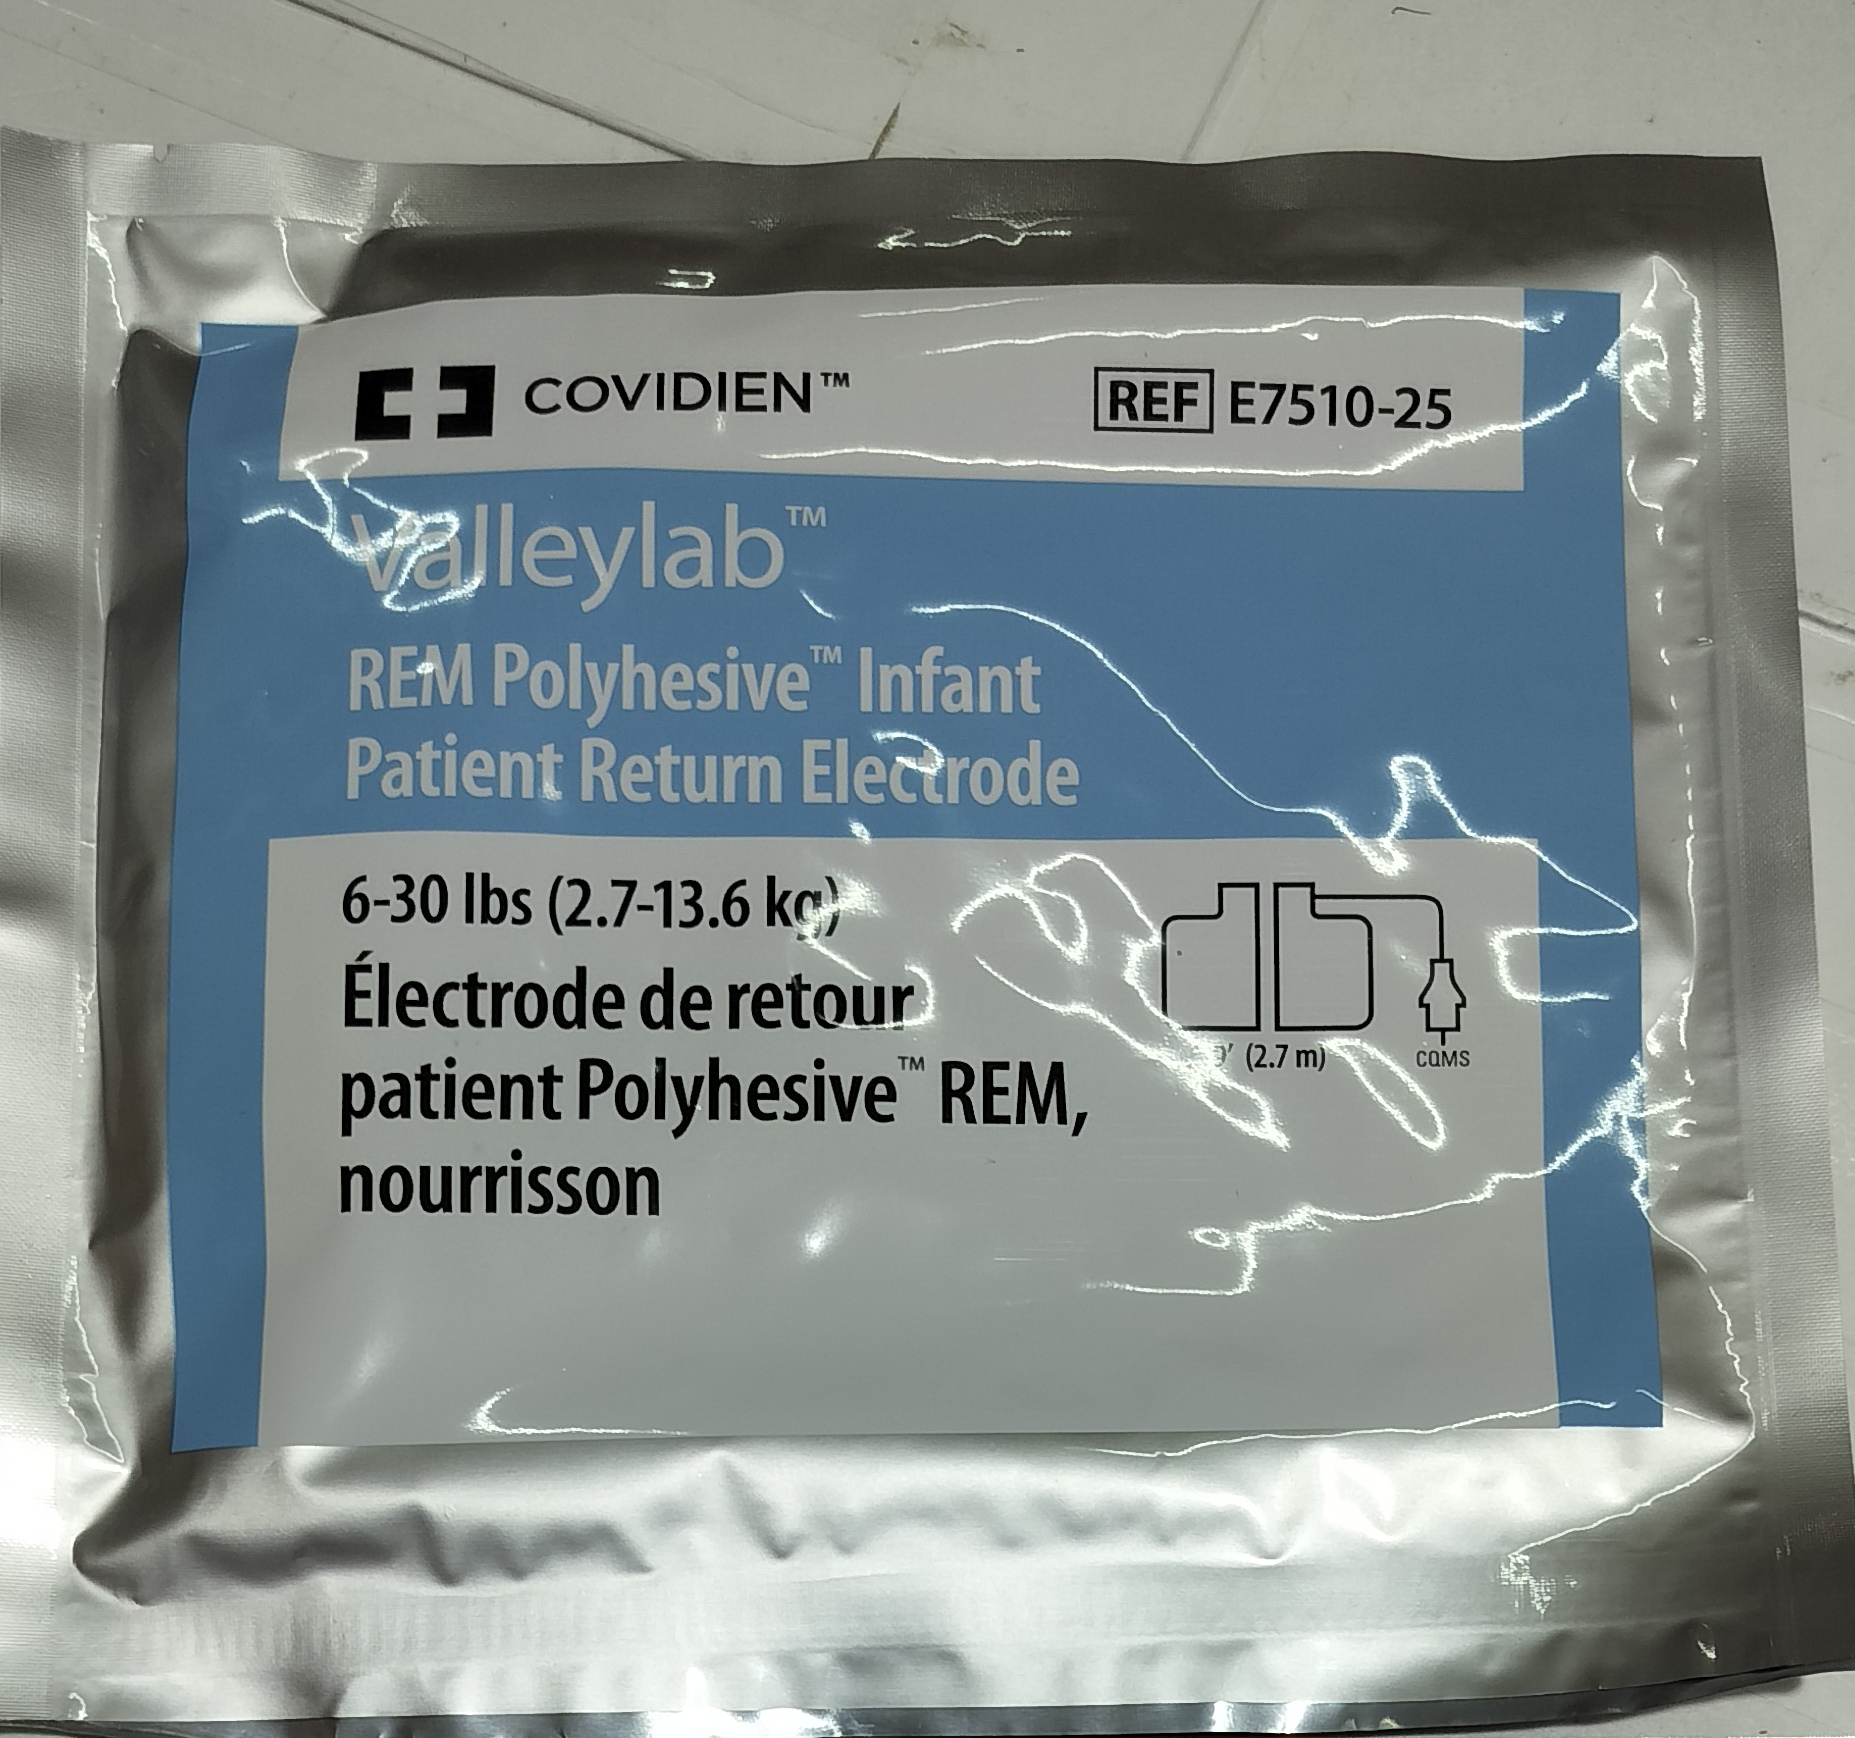 COVIDIEN™
REF E7510-25
Valleylab™
REM Polyhesive™ Infant
Patient Return Electrode
6-30 lbs (2.7-13.6 kg)
Électrode de retour
patient Polyhesive™ REM,
nourrisson
(2.7 m)
CQMS